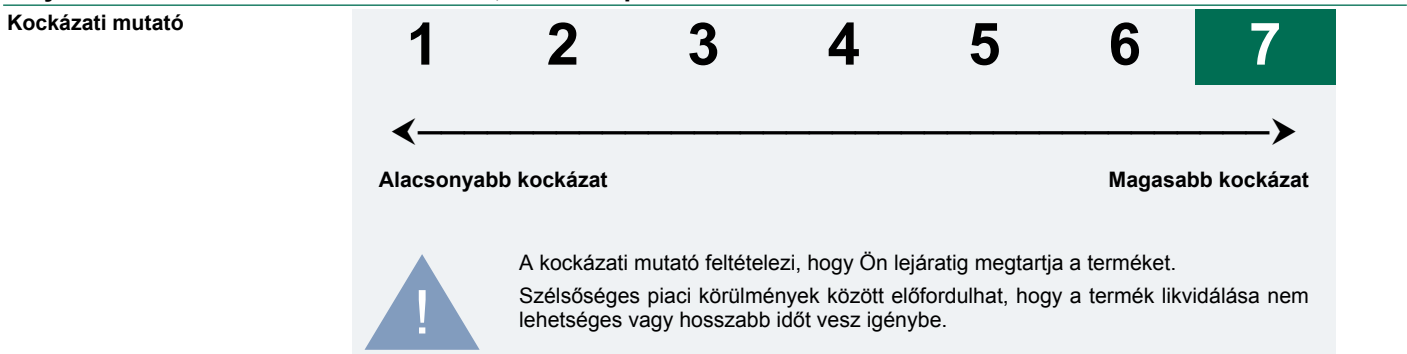 Kockázati mutató
1 2 3 4 5 6 7
Alacsonyabb kockázat Magasabb kockázat
!
A kockázati mutató feltételezi, hogy Ön lejáratig megtartja a terméket.
Szélsőséges piaci körülmények között előfordulhat, hogy a termék likvidálása nem
lehetséges vagy hosszabb időt vesz igénybe.